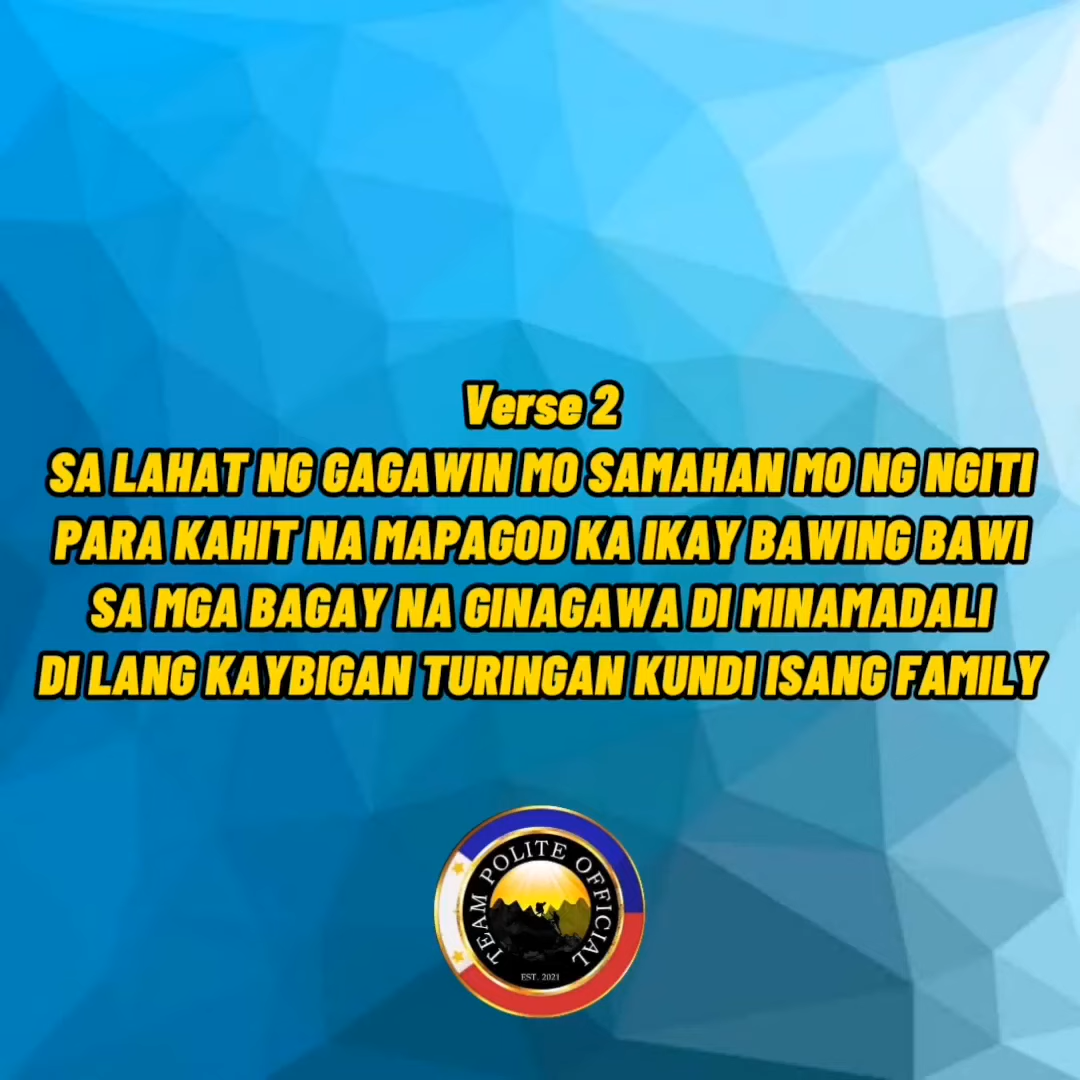 Verse 2
SA LAHAT NG GAGAWIN MO SAMAHAN MO NG NGITI
PARA KAHIT NA MAPAGOD KA IKAY BAWING BAWI
SA MGA BAGAY NA GINAGAWA DI MINAMADALI
DI LANG KAYBIGAN TURINGAN KUNDI ISANG FAMILY
TEAM POLITE OFFICIAL
EST. 2021